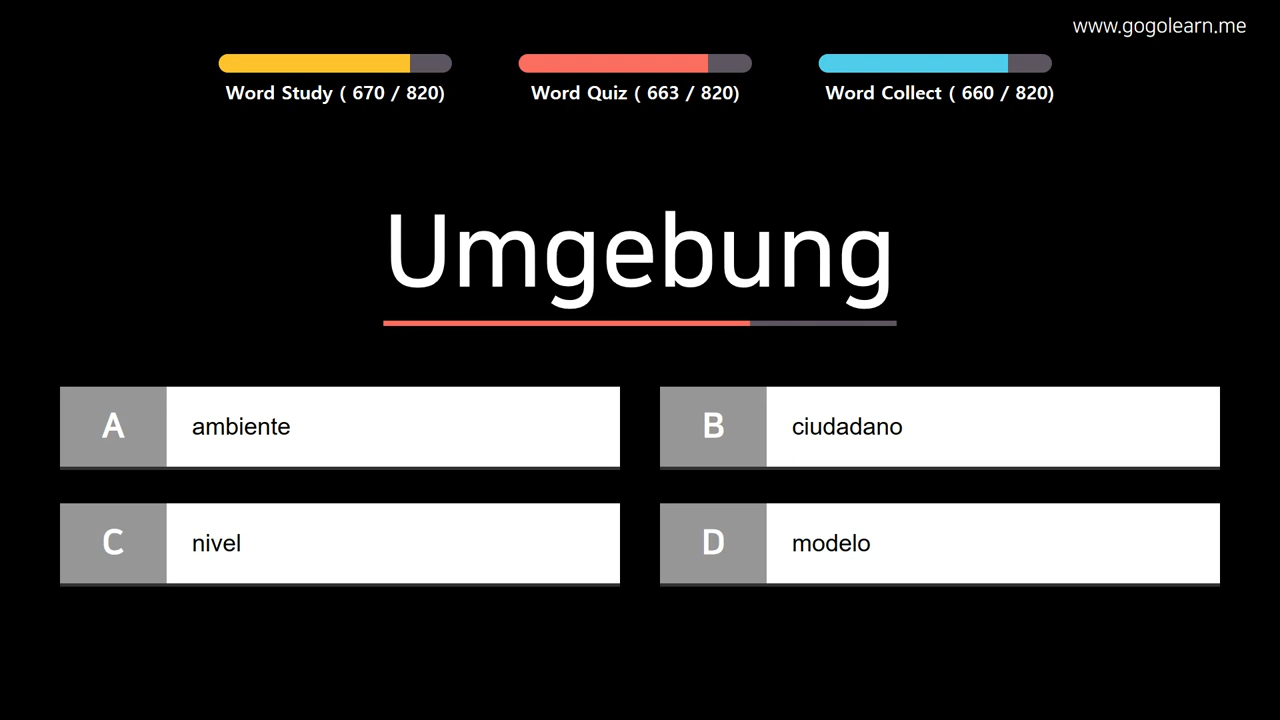 www.gogolearn.me
Word Study ( 670 / 820)
Word Quiz ( 663 / 820)
Word Collect ( 660 / 820)
Umgebung
A ambiente
B ciudadano
C nivel
D modelo